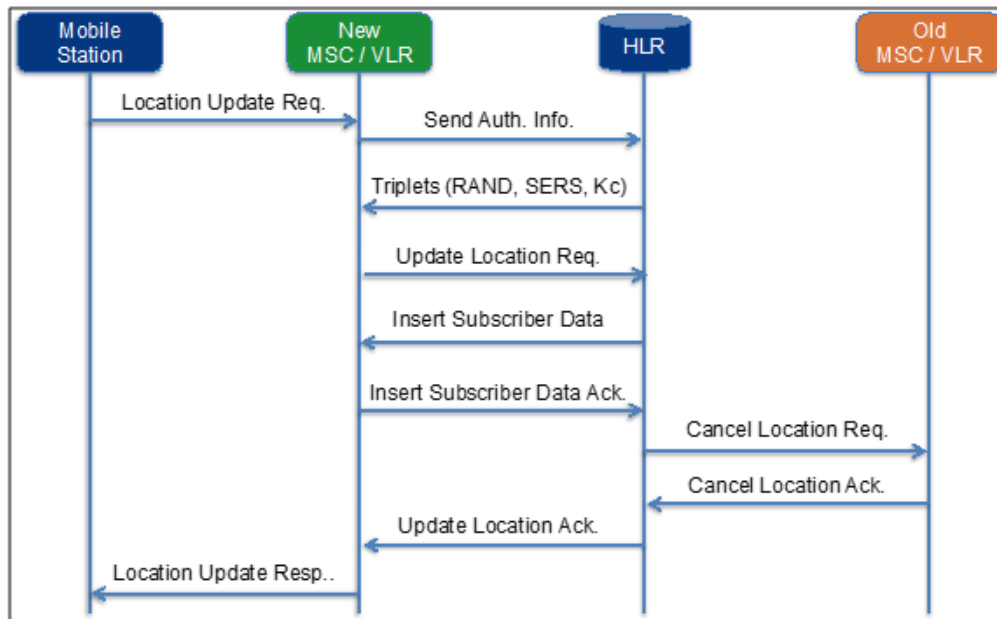 Mobile
Station
New
MSC / VLR
HLR
Old
MSC / VLR
Location Update Req.
Send Auth. Info.
Triplets (RAND, SERS, Kc)
Update Location Req.
Insert Subscriber Data
Insert Subscriber Data Ack.
Cancel Location Req.
Cancel Location Ack.
Update Location Ack.
Location Update Resp..